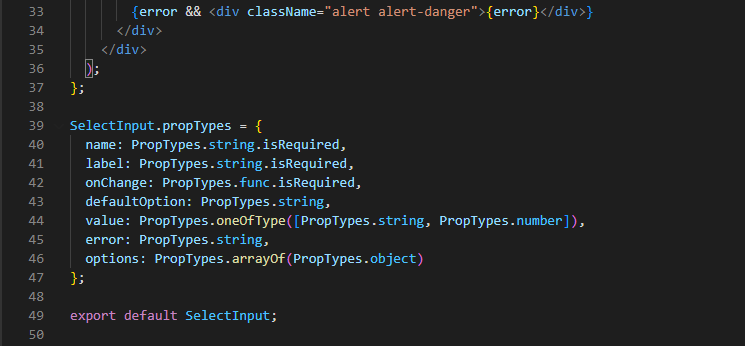 33 {error && <div className="alert alert-danger">{error}</div>}
34 </div>
35 </div>
36 );
37 };
38
39 SelectInput.propTypes = {
40 name: PropTypes.string.isRequired,
41 label: PropTypes.string.isRequired,
42 onChange: PropTypes.func.isRequired,
43 defaultOption: PropTypes.string,
44 value: PropTypes.oneOfType([PropTypes.string, PropTypes.number]),
45 error: PropTypes.string,
46 options: PropTypes.arrayOf(PropTypes.object)
47 };
48
49 export default SelectInput;
50